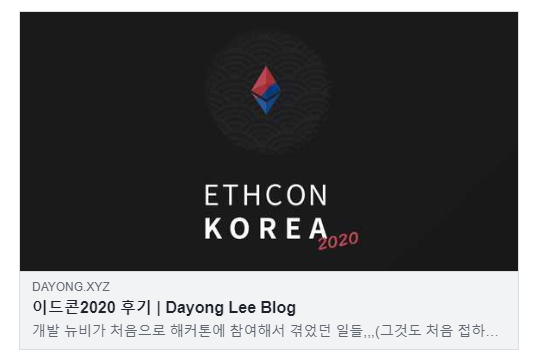 ETHCON
KOREA
2020
DAYONG.XYZ
이드콘2020 후기 | Dayong Lee Blog
개발 뉴비가 처음으로 해커톤에 참여해서 겪었던 일들,,,(그것도 처음 접하...